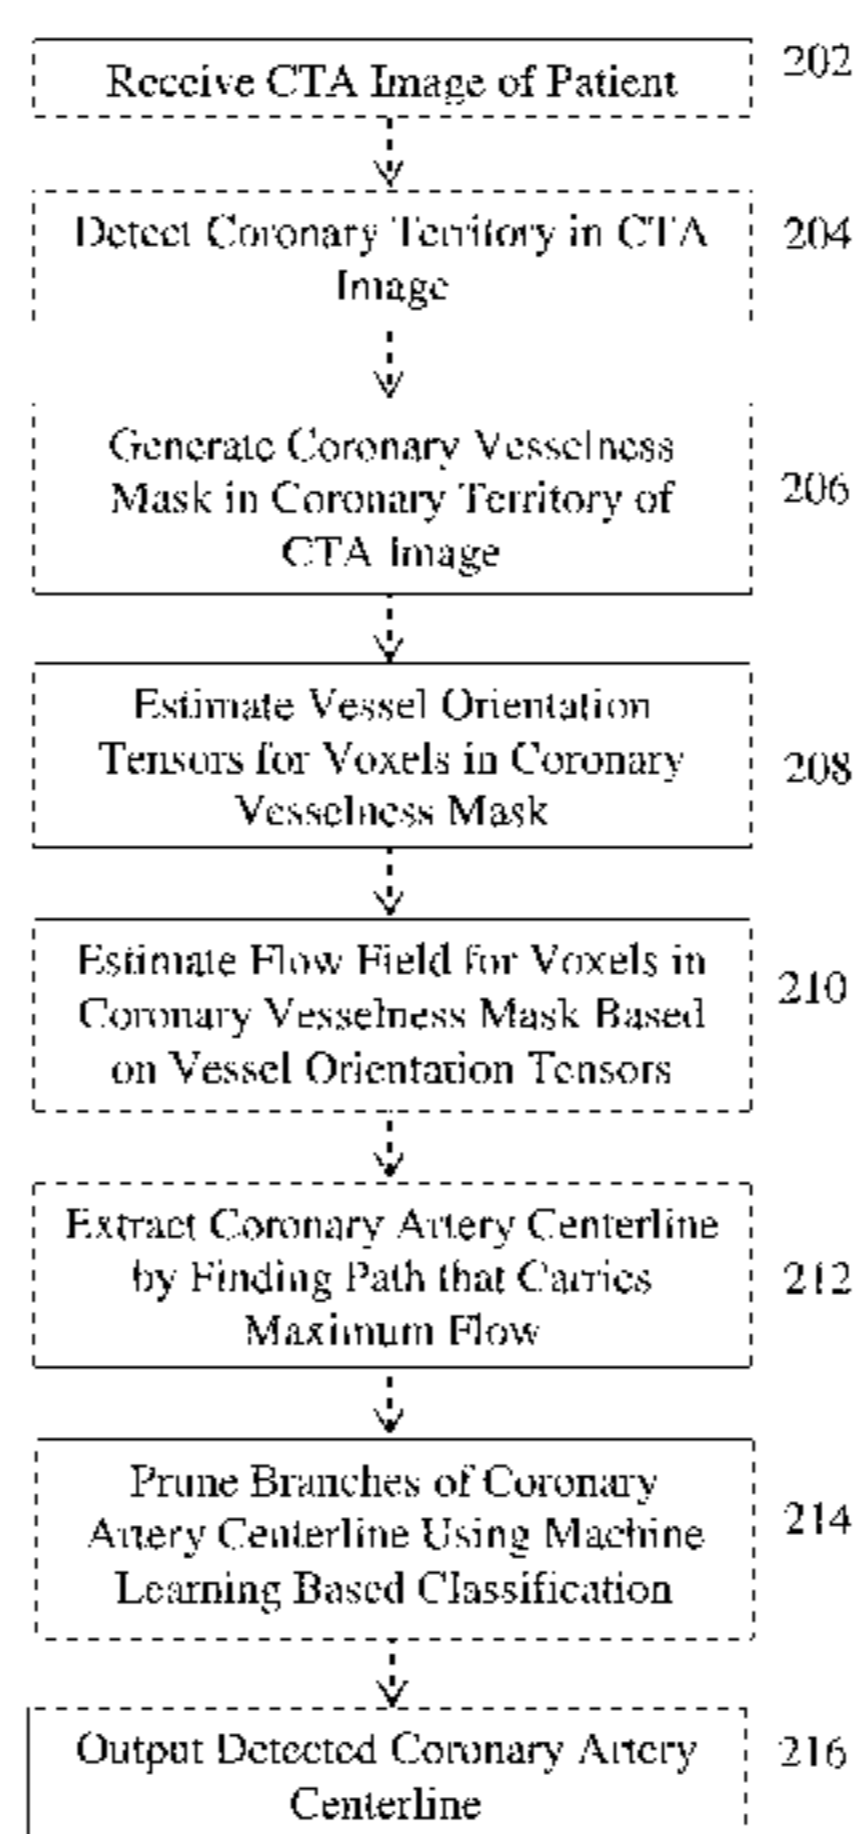 Receive CTA Image of Patient
202
Detect Coronary Territory in CTA
Image
204
Generate Coronary Vesselness
Mask in Coronary Territory of
CTA Image
206
Estimate Vessel Orientation
Tensors for Voxels in Coronary
Vesselness Mask
208
Estimate Flow Field for Voxels in
Coronary Vesselness Mask Based
on Vessel Orientation Tensors
210
Extract Coronary Artery Centerline
by Finding Path that Carries
Maximum Flow
212
Prune Branches of Coronary
Artery Centerline Using Machine
Learning Based Classification
214
Output Detected Coronary Artery
Centerline
216